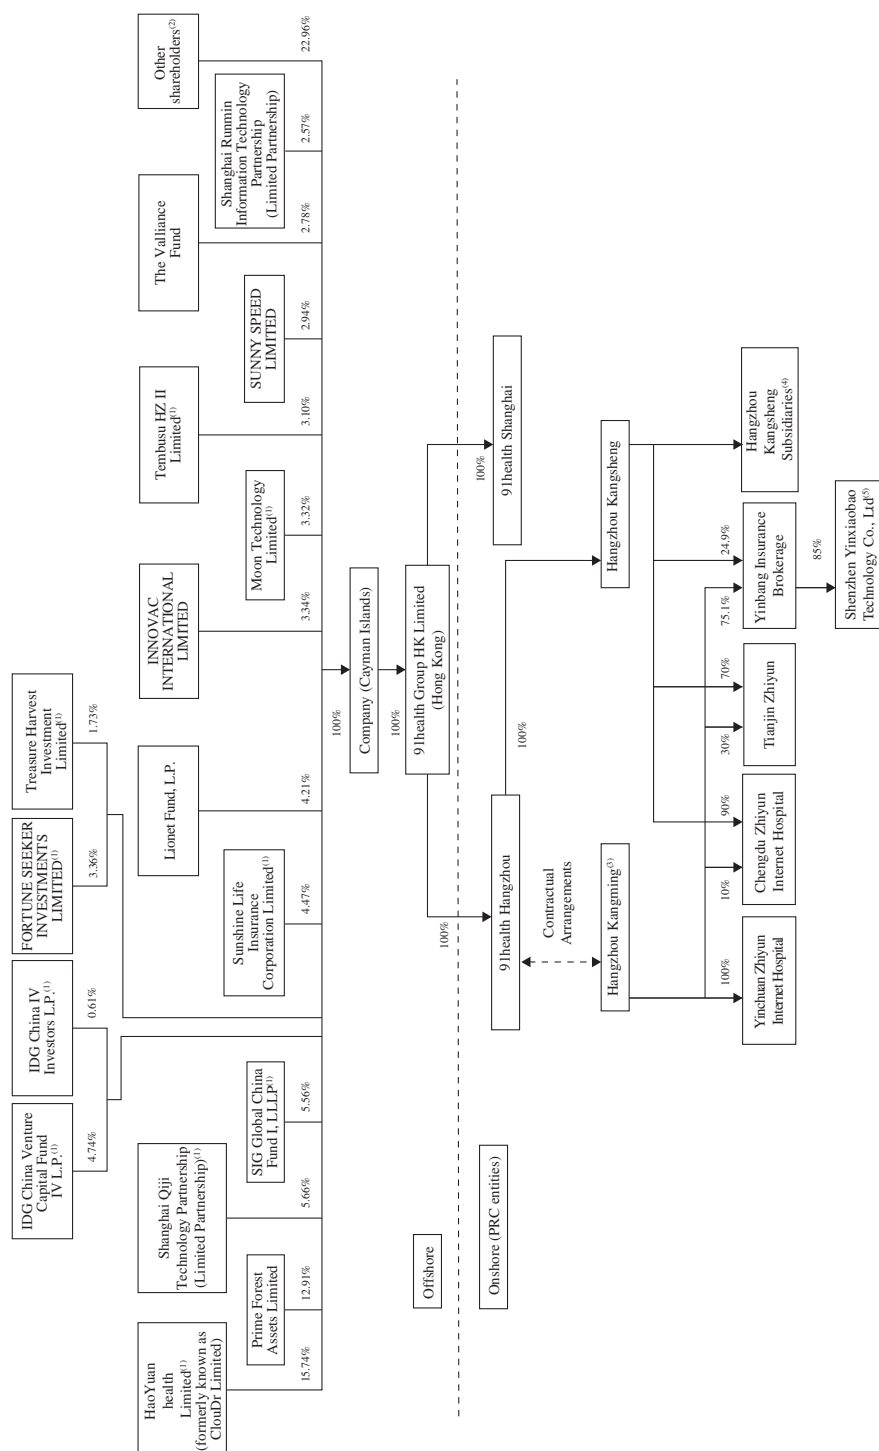 IDG China Venture
Capital Fund
IV L.P.(1)
4.74%
IDG China IV
Investors L.P.(1)
0.61%
FORTUNE SEEKER
INVESTMENTS
LIMITED(1)
3.36%
Treasure Harvest
Investment
Limited(1)
1.73%
HaoYuan
health
Limited(1)
(formerly known as
ClouDr Limited)
15.74%
Prime Forest
Assets Limited
12.91%
Shanghai Qiji
Technology Partnership
(Limited Partnership)(1)
5.66%
SIG Global China
Fund I, LLLP(1)
5.56%
Sunshine Life
Insurance
Corporation Limited(1)
4.47%
Lionet Fund, L.P.
4.21%
INNOVAC
INTERNATIONAL
LIMITED
3.34%
Moon Technology
Limited(1)
3.32%
Tembusu HZ II
Limited(1)
3.10%
SUNNY SPEED
LIMITED
2.94%
The Valliance
Fund
2.78%
Shanghai Runmin
Information Technology
Partnership
(Limited Partnership)
2.57%
Other
shareholders(2)
22.96%
100%
Company (Cayman Islands)
100%
91health Group HK Limited
(Hong Kong)
Offshore
Onshore (PRC entities)
100%
100%
91health Hangzhou
91health Shanghai
100%
Contractual
Arrangements
Hangzhou Kangming(3)
Hangzhou Kangsheng
100%
10%
90%
30%
70%
75.1%
24.9%
Yinchuan Zhiyun
Internet Hospital
Chengdu Zhiyun
Internet Hospital
Tianjin Zhiyun
Yinbang Insurance
Brokerage
Hangzhou
Kangsheng
Subsidiaries(4)
85%
Shenzhen Yinxiaobao
Technology Co., Ltd(5)